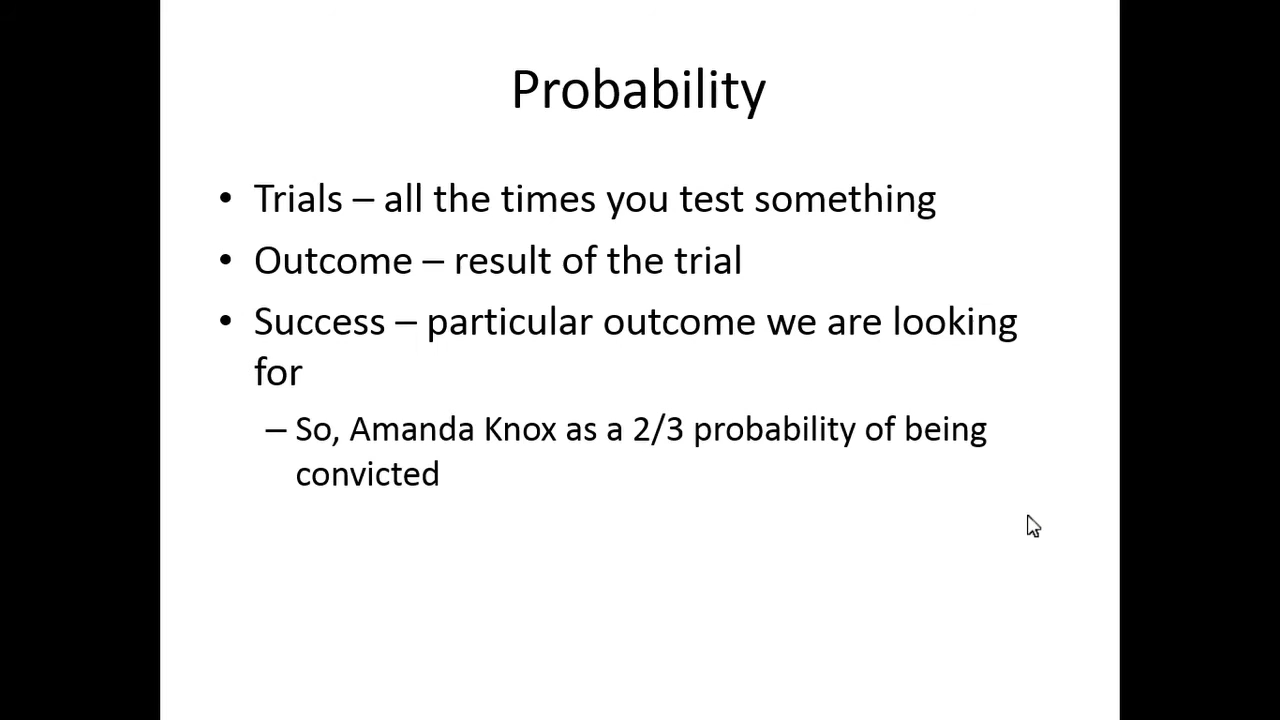 Probability
• Trials – all the times you test something
• Outcome – result of the trial
• Success – particular outcome we are looking
for
– So, Amanda Knox as a 2/3 probability of being
convicted